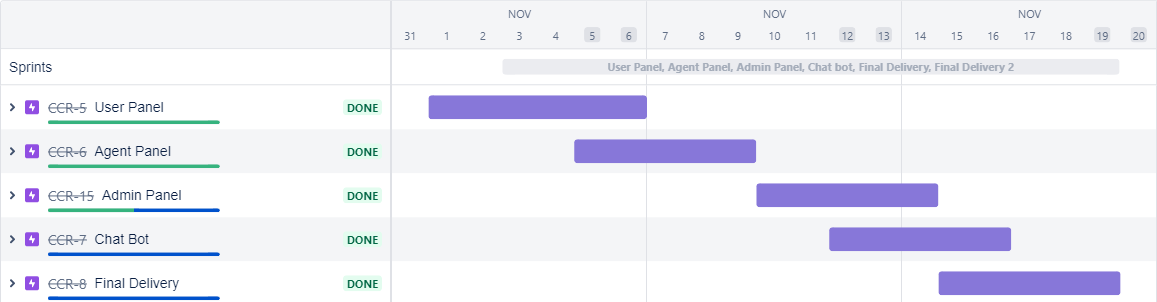 NOV NOV NOV
31 1 2 3 4 5 6 7 8 9 10 11 12 13 14 15 16 17 18 19 20
Sprints User Panel, Agent Panel, Admin Panel, Chat bot, Final Delivery, Final Delivery 2
CCR-5 User Panel DONE
CCR-6 Agent Panel DONE
CCR-15 Admin Panel DONE
CCR-7 Chat Bot DONE
CCR-8 Final Delivery DONE